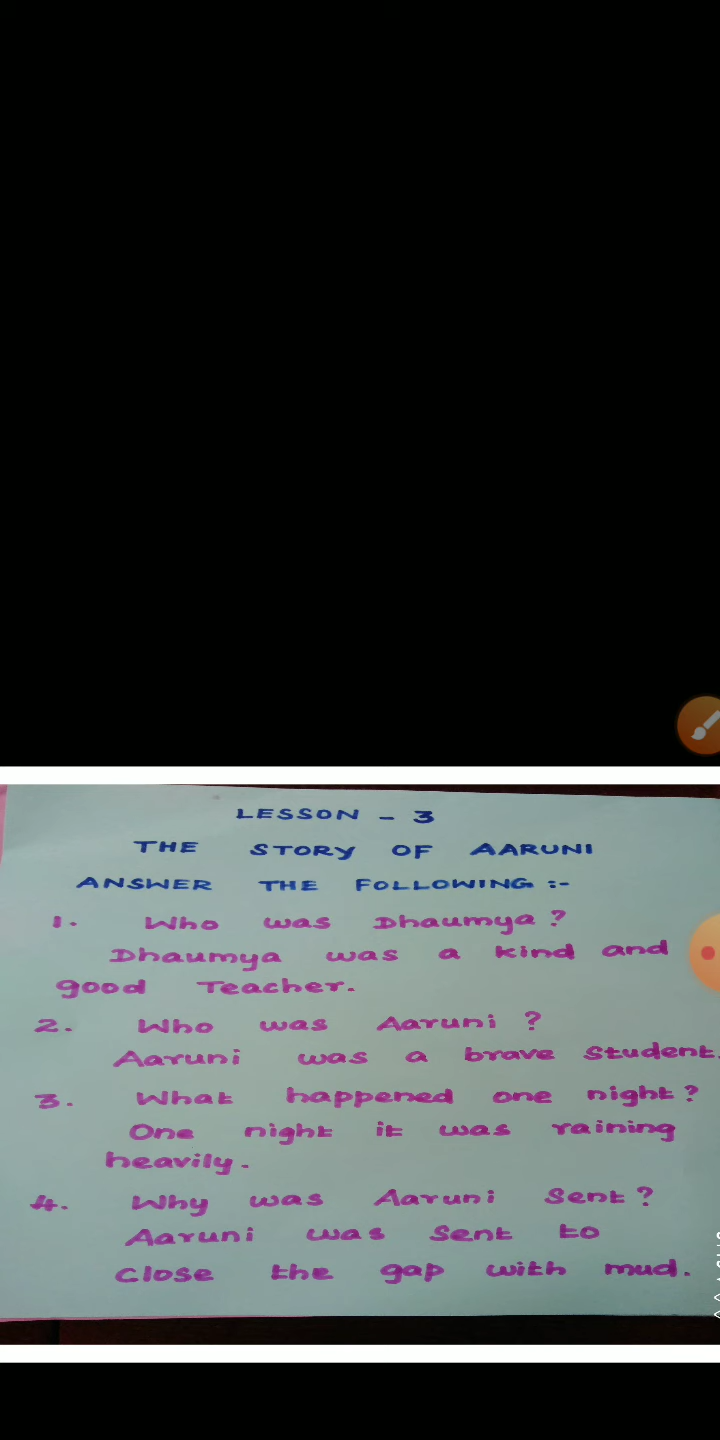 LESSON - 3
THE STORY OF AARUNI
ANSWER THE FOLLOWING :-
1. Who was Dhaumya?
Dhaumya was a kind and
good Teacher.
2. Who was Aaruni?
Aaruni was a brave Student.
3. What happened one night?
One night it was raining
heavily.
4. Why was Aaruni Sent?
Aaruni was Sent to
close the gap with mud.